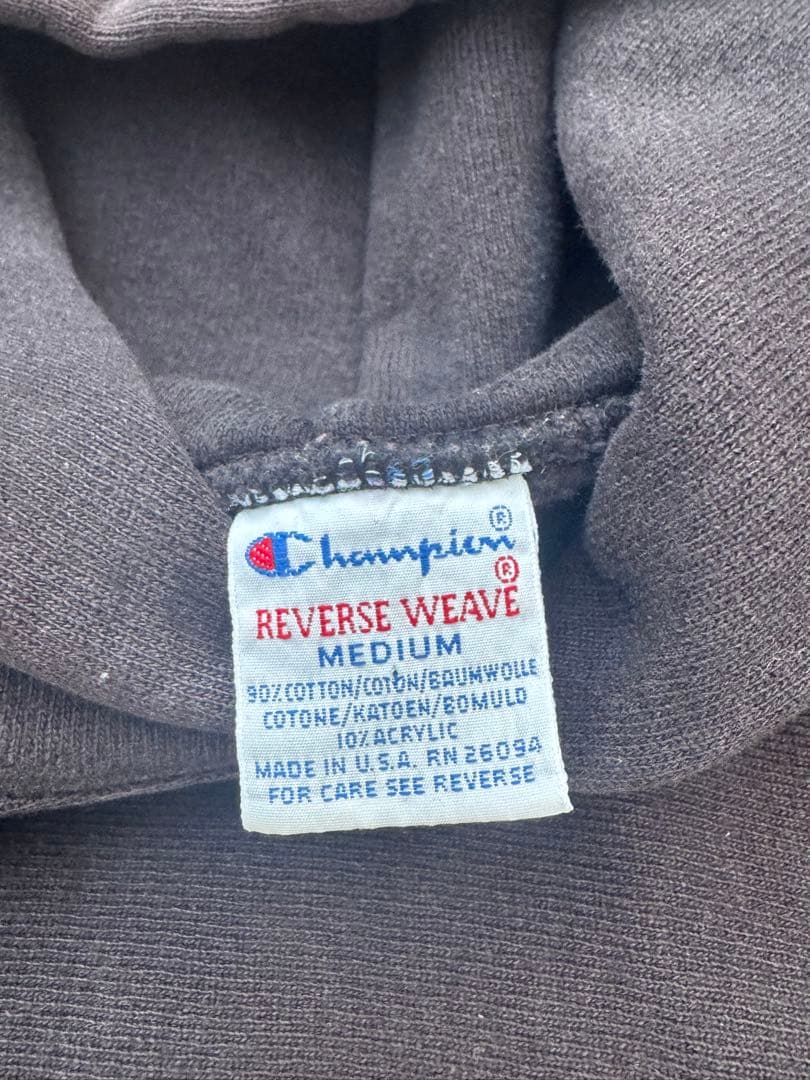 Champion®
REVERSE WEAVE®
MEDIUM
90% COTTON/COTON/BAUMWOLLE
COTONE/KATOEN/BOMULD
10% ACRYLIC
MADE IN U.S.A. RN 26094
FOR CARE SEE REVERSE